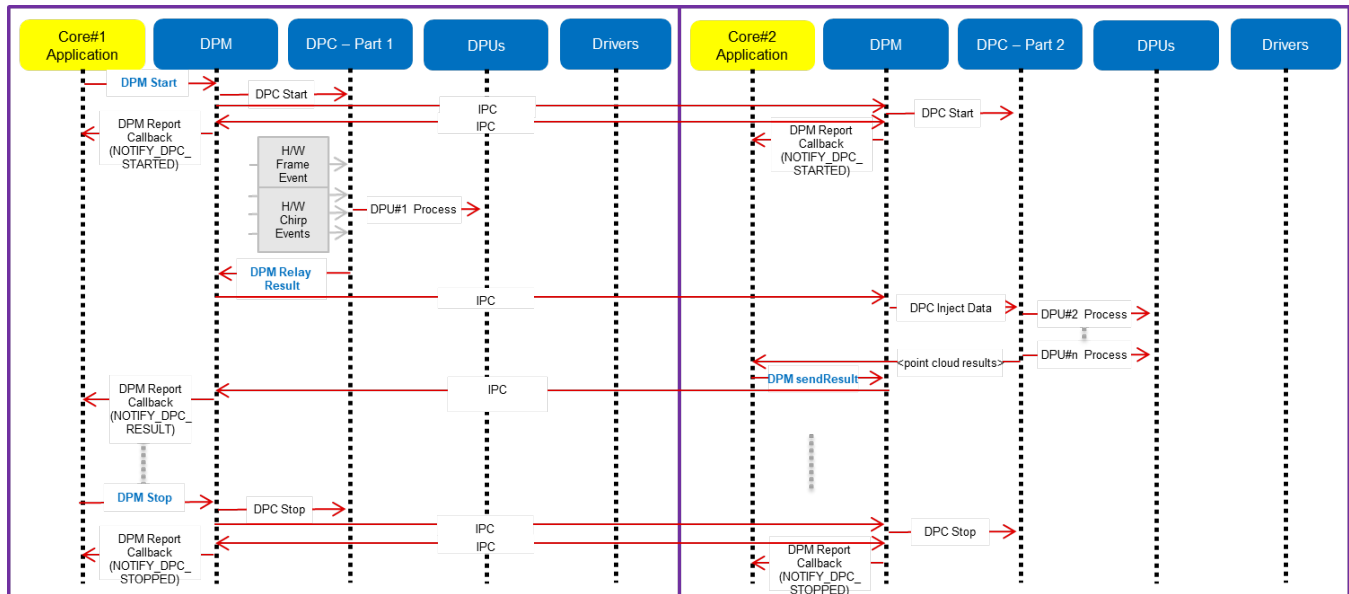 Core#1
Application
DPM
DPC – Part 1
DPUs
Drivers
Core#2
Application
DPM
DPC – Part 2
DPUs
Drivers
DPM Start
DPC Start
IPC
IPC
DPC Start
DPM Report
Callback
(NOTIFY_DPC_
STARTED)
DPM Report
Callback
(NOTIFY_DPC_
STARTED)
H/W
Frame
Event
H/W
Chirp
Events
DPU#1 Process
DPM Relay
Result
IPC
DPC Inject Data
DPU#2 Process
DPU#n Process
<point cloud results>
DPM sendResult
IPC
DPM Report
Callback
(NOTIFY_DPC_
RESULT)
DPM Stop
DPC Stop
IPC
IPC
DPC Stop
DPM Report
Callback
(NOTIFY_DPC_
STOPPED)
DPM Report
Callback
(NOTIFY_DPC_
STOPPED)